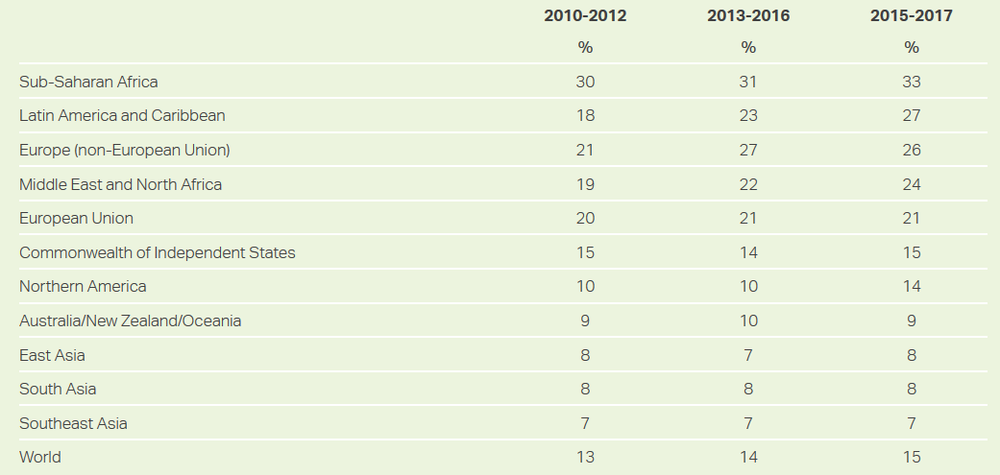 2010-2012 2013-2016 2015-2017
% % %
Sub-Saharan Africa 30 31 33
Latin America and Caribbean 18 23 27
Europe (non-European Union) 21 27 26
Middle East and North Africa 19 22 24
European Union 20 21 21
Commonwealth of Independent States 15 14 15
Northern America 10 10 14
Australia/New Zealand/Oceania 9 10 9
East Asia 8 7 8
South Asia 8 8 8
Southeast Asia 7 7 7
World 13 14 15